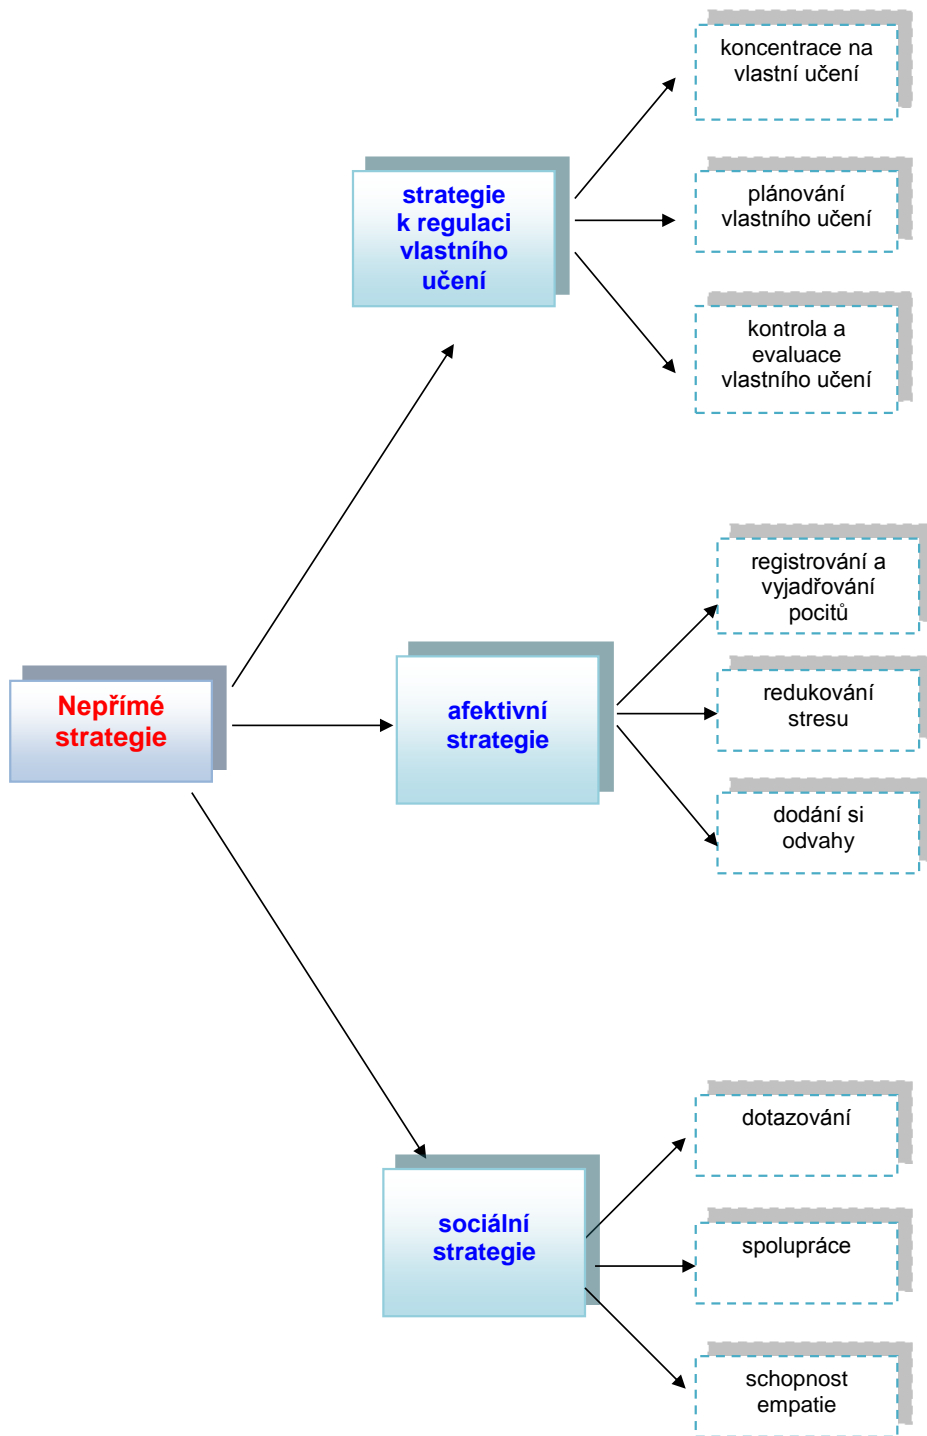 koncentrace na
vlastní učení
strategie
k regulaci
vlastního
učení
plánování
vlastního učení
kontrola a
evaluace
vlastního učení
registrování a
vyjadřování
pocitů
Nepřímé
strategie
afektivní
strategie
redukování
stresu
dodání si
odvahy
dotazování
sociální
strategie
spolupráce
schopnost
empatie